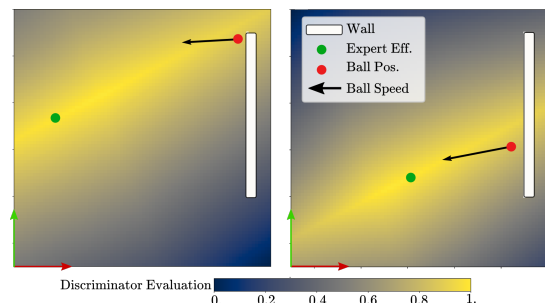 Wall
Expert Eff.
Ball Pos.
Ball Speed
Discriminator Evaluation
0 0.2 0.4 0.6 0.8 1.